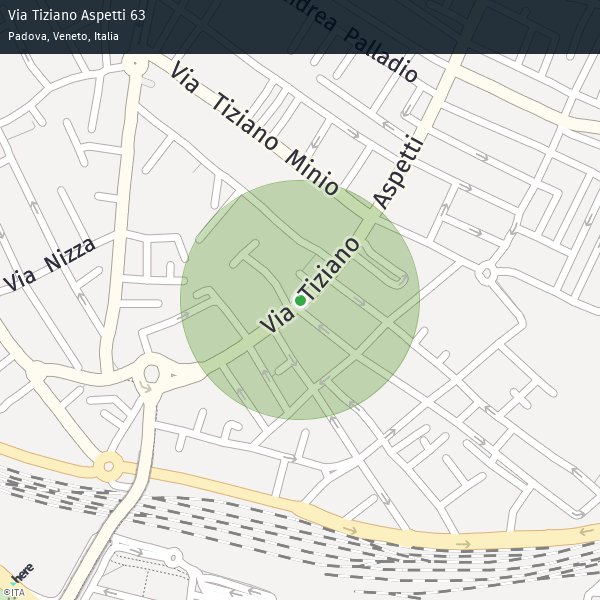 Via Tiziano Aspetti 63
Padova, Veneto, Italia
ndrea Palladio
Via Tiziano Minio
Via Tiziano Aspetti
Via Nizza
here
©ITA